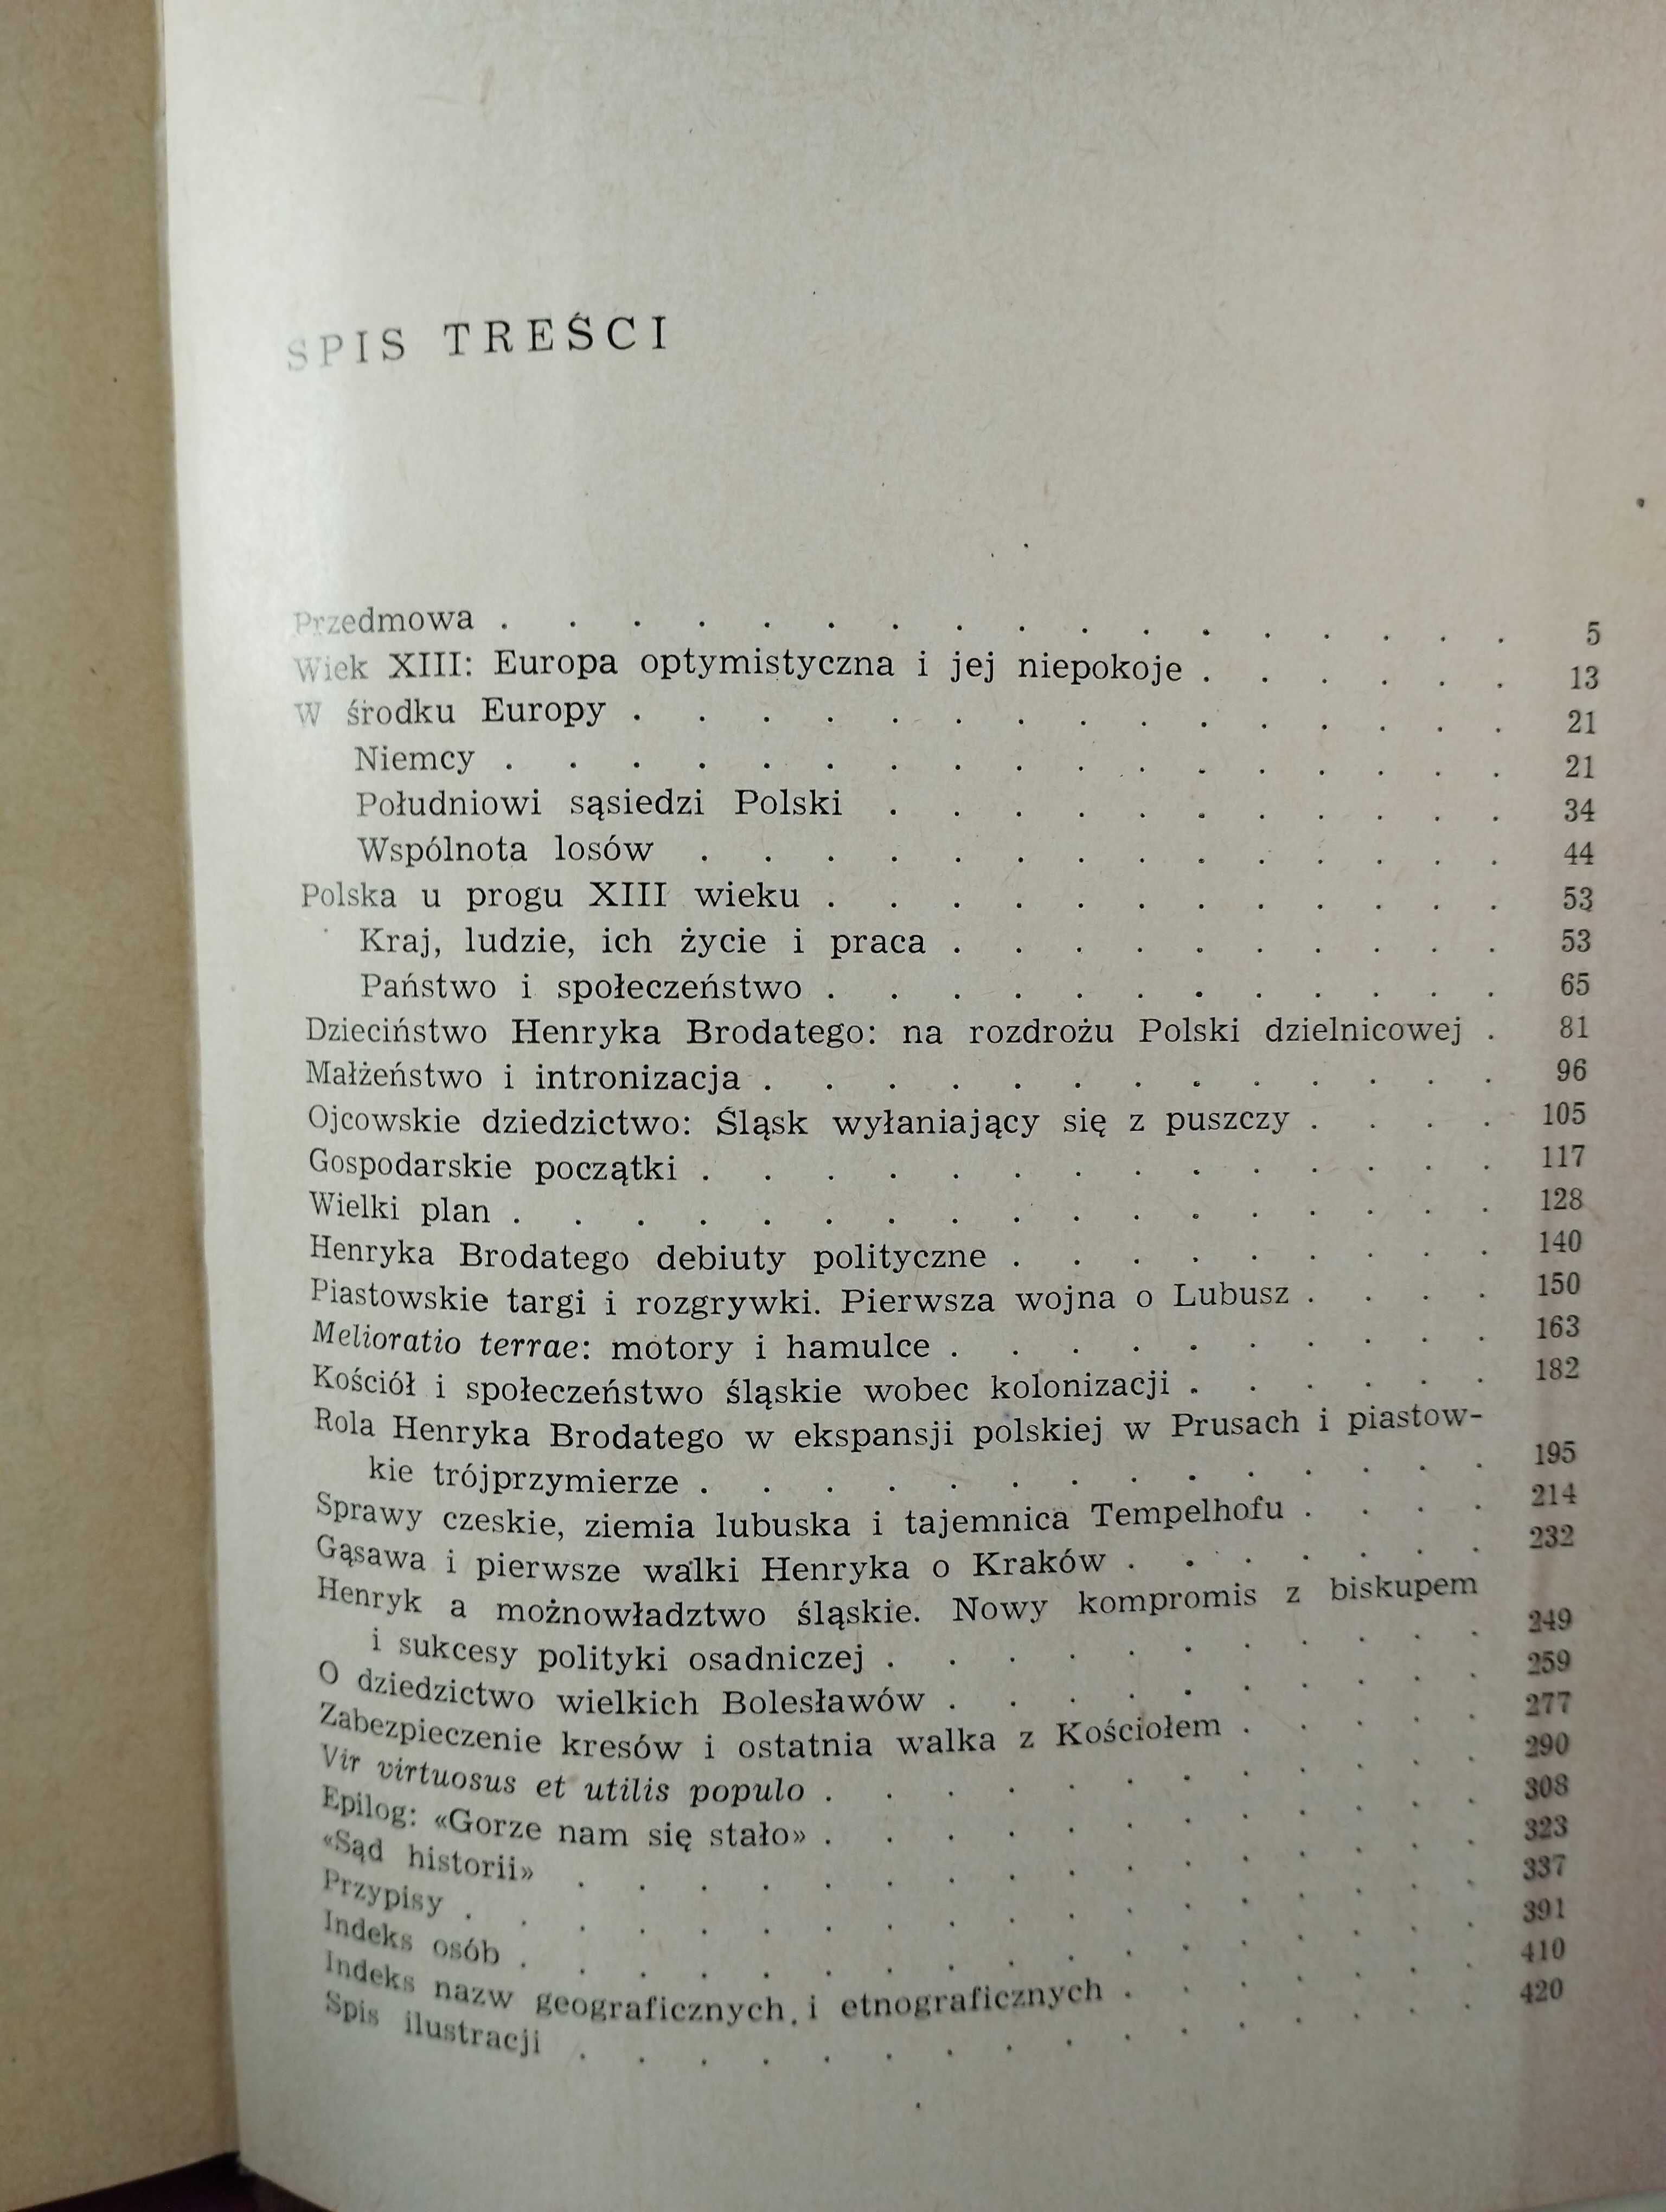 SPIS TREŚCI
Przedmowa . . . . . . . . . . . . . . . . . 5
Wiek XIII: Europa optymistyczna i jej niepokoje . . . . . . 13
W środku Europy . . . . . . . . . . . . . . . 21
Niemcy . . . . . . . . . . . . . . . . . 21
Południowi sąsiedzi Polski . . . . . . . . . . . 34
Wspólnota losów . . . . . . . . . . . . . . 44
Polska u progu XIII wieku . . . . . . . . . . . . 53
Kraj, ludzie, ich życie i praca . . . . . . . . . . 53
Państwo i społeczeństwo . . . . . . . . . . . . 65
Dzieciństwo Henryka Brodatego: na rozdrożu Polski dzielnicowej . 81
Małżeństwo i intronizacja . . . . . . . . . . . . . 96
Ojcowskie dziedzictwo: Śląsk wyłaniający się z puszczy . . . . 105
Gospodarskie początki . . . . . . . . . . . . . . 117
Wielki plan . . . . . . . . . . . . . . . . . 128
Henryka Brodatego debiuty polityczne . . . . . . . . . 140
Piastowskie targi i rozgrywki. Pierwsza wojna o Lubusz . . . . 150
Melioratio terrae: motory i hamulce . . . . . . . . . . 163
Kościół i społeczeństwo śląskie wobec kolonizacji . . . . . . 182
Rola Henryka Brodatego w ekspansji polskiej w Prusach i piastow-
kie trójprzymierze . . . . . . . . . . . . . . 195
Sprawy czeskie, ziemia lubuska i tajemnica Tempelhofu . . . . 214
Gąsawa i pierwsze walki Henryka o Kraków . . . . . . . 232
Henryk a możnowładztwo śląskie. Nowy kompromis z biskupem
i sukcesy polityki osadniczej . . . . . . . . . . . 249
O dziedzictwo wielkich Bolesławów . . . . . . . . . . 259
Zabezpieczenie kresów i ostatnia walka z Kościołem . . . . . 277
Vir virtuosus et utilis populo . . . . . . . . . . . . 290
Epilog: «Gorze nam się stało» . . . . . . . . . . . . 308
«Sąd historii» . . . . . . . . . . . . . . . . 323
Przypisy . . . . . . . . . . . . . . . . . . 337
Indeks osób . . . . . . . . . . . . . . . . . 391
Indeks nazw geograficznych i etnograficznych . . . . . . . 410
Spis ilustracji . . . . . . . . . . . . . . . . 420